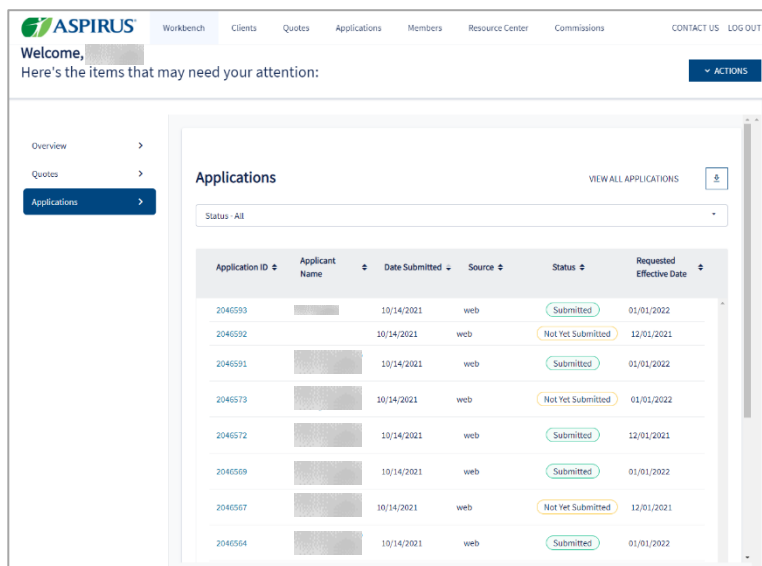 ASPIRUS Workbench Clients Quotes Applications Members Resource Center Commissions CONTACT US LOG OUT
Welcome,
Here's the items that may need your attention:
ACTIONS
Overview
Quotes
Applications
Applications VIEW ALL APPLICATIONS
Status - All
Application ID Applicant Name Date Submitted Source Status Requested Effective Date
2046593 10/14/2021 web Submitted 01/01/2022
2046592 10/14/2021 web Not Yet Submitted 12/01/2021
2046591 10/14/2021 web Submitted 01/01/2022
2046573 10/14/2021 web Not Yet Submitted 01/01/2022
2046572 10/14/2021 web Submitted 12/01/2021
2046569 10/14/2021 web Submitted 01/01/2022
2046567 10/14/2021 web Not Yet Submitted 12/01/2021
2046564 10/14/2021 web Submitted 01/01/2022